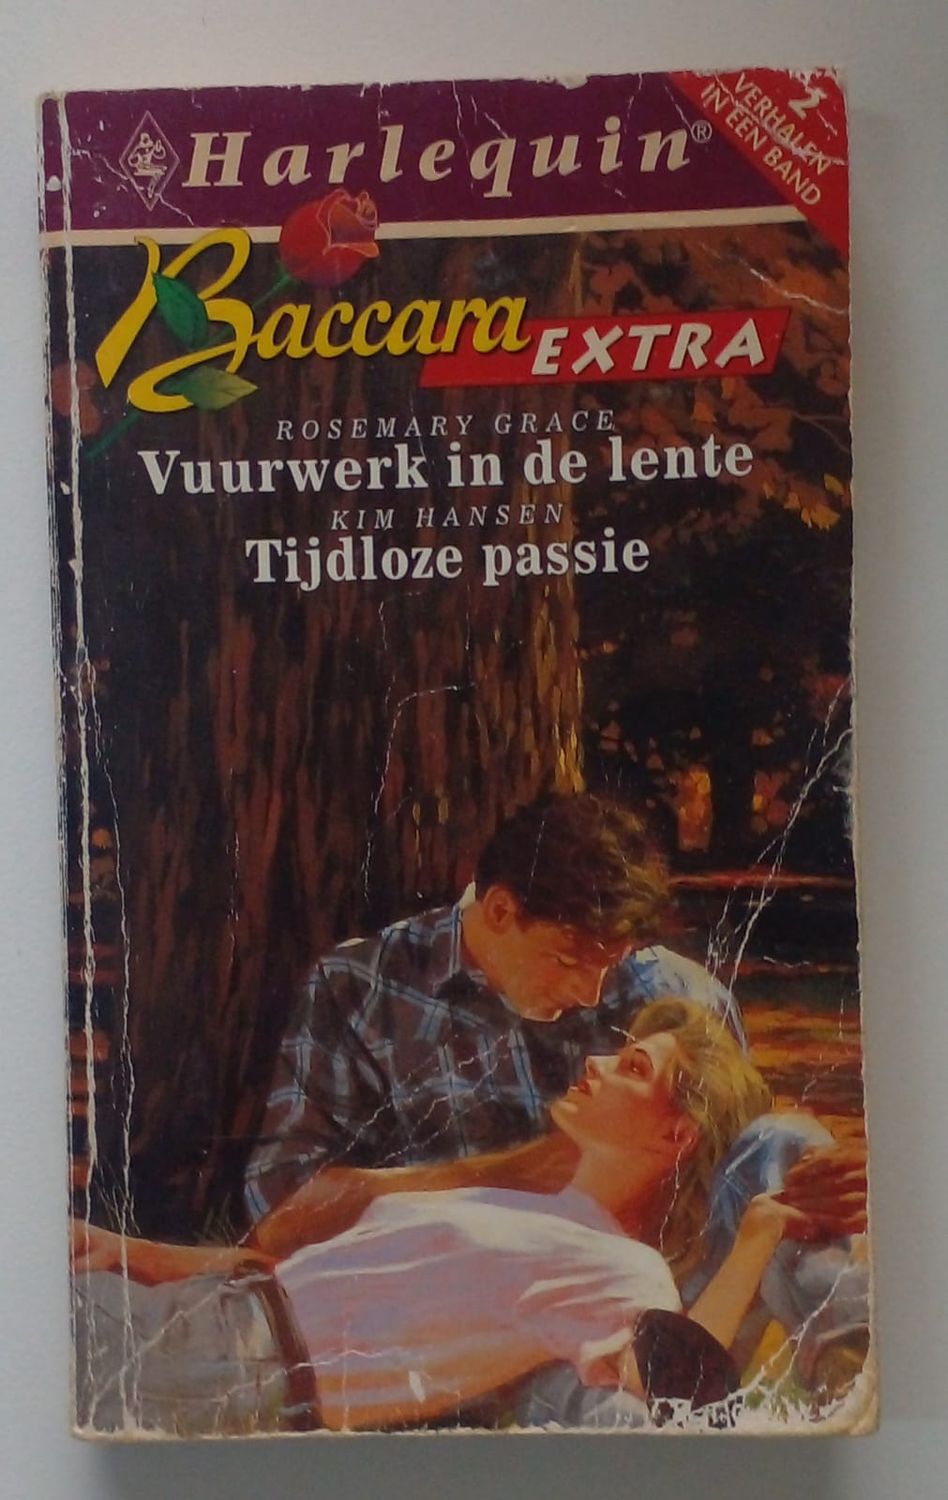 Harlequin®
2
VERHALEN
IN EEN BAND
Baccara
EXTRA
ROSEMARY GRACE
Vuurwerk in de lente
KIM HANSEN
Tijdloze passie